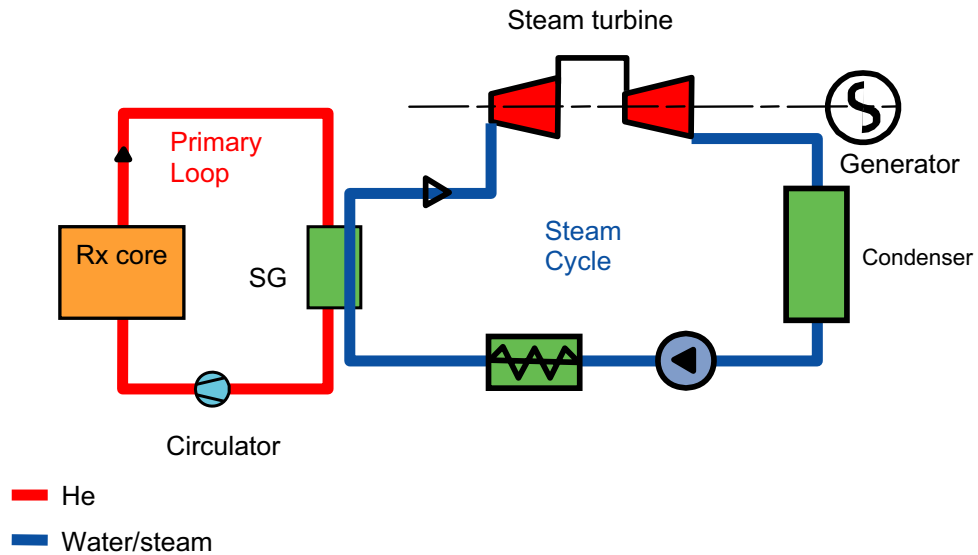 Steam turbine
Primary
Loop
Generator
Rx core
SG
Steam
Cycle
Condenser
Circulator
He
Water/steam